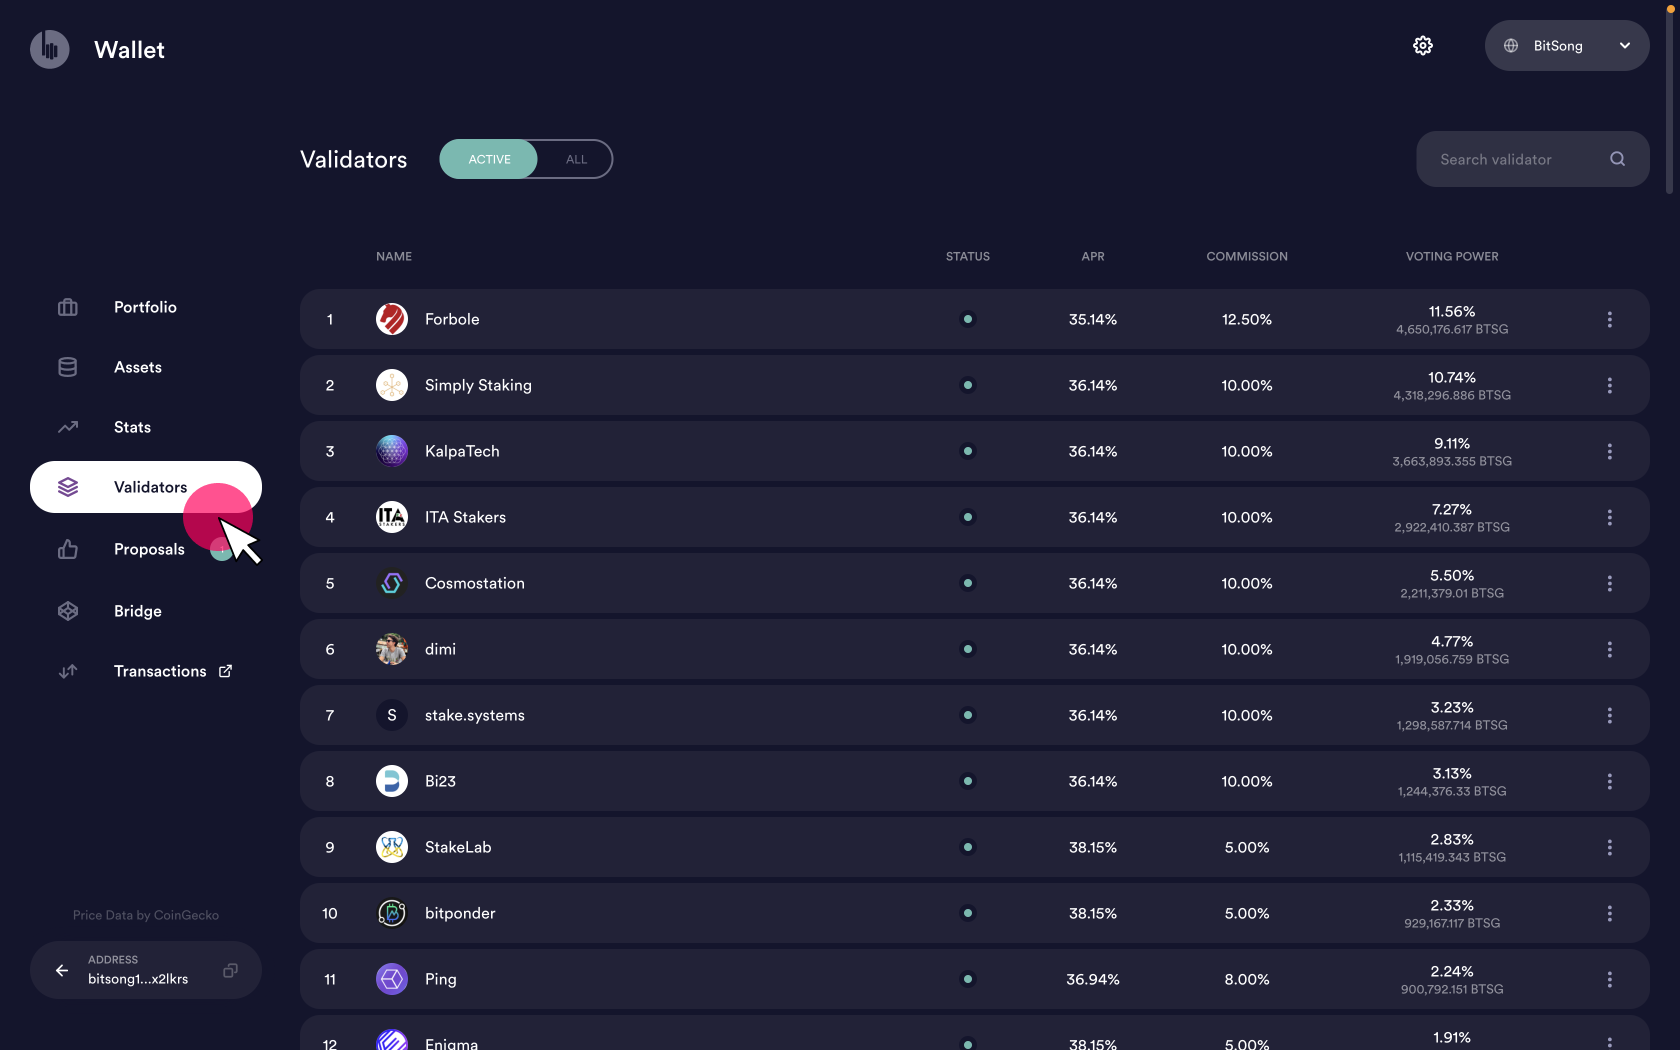 Wallet
BitSong
Validators
ACTIVE
ALL
Search validator
NAME STATUS APR COMMISSION VOTING POWER
Portfolio
Assets
Stats
Validators
Proposals
Bridge
Transactions
Price Data by CoinGecko
ADDRESS
bitsong1...x2lkrs
1 Forbole 35.14% 12.50% 11.56%
4,650,176.617 BTSG
2 Simply Staking 36.14% 10.00% 10.74%
4,318,296.886 BTSG
3 KalpaTech 36.14% 10.00% 9.11%
3,663,893.355 BTSG
4 ITA STAKERS ITA Stakers 36.14% 10.00% 7.27%
2,922,410.387 BTSG
5 Cosmostation 36.14% 10.00% 5.50%
2,211,379.01 BTSG
6 dimi 36.14% 10.00% 4.77%
1,919,056.759 BTSG
7 S stake.systems 36.14% 10.00% 3.23%
1,298,587.714 BTSG
8 Bi23 36.14% 10.00% 3.13%
1,244,376.33 BTSG
9 StakeLab 38.15% 5.00% 2.83%
1,115,419.343 BTSG
10 bitponder 38.15% 5.00% 2.33%
929,167.117 BTSG
11 Ping 36.94% 8.00% 2.24%
900,792.151 BTSG
12 Enigma 38.15% 5.00% 1.91%